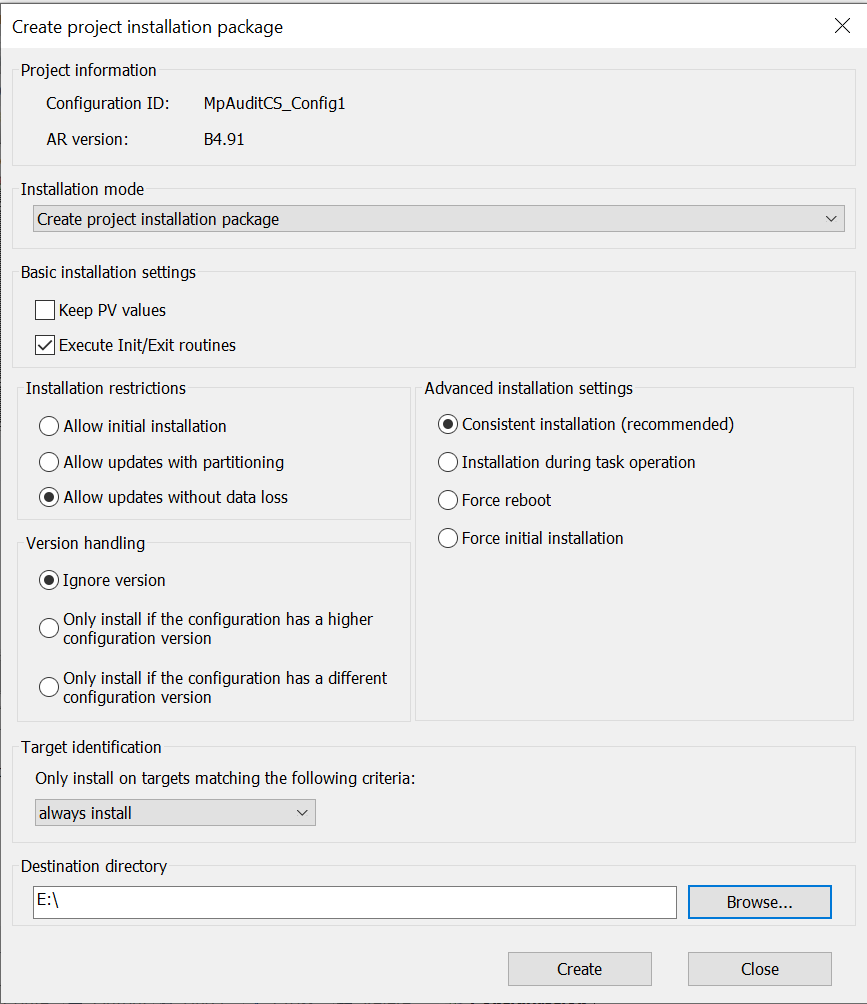 Create project installation package
Project information
Configuration ID: MpAuditCS_Config1
AR version: B4.91
Installation mode
Create project installation package
Basic installation settings
Keep PV values
Execute Init/Exit routines
Installation restrictions
Allow initial installation
Allow updates with partitioning
Allow updates without data loss
Advanced installation settings
Consistent installation (recommended)
Installation during task operation
Force reboot
Force initial installation
Version handling
Ignore version
Only install if the configuration has a higher
configuration version
Only install if the configuration has a different
configuration version
Target identification
Only install on targets matching the following criteria:
always install
Destination directory
E:\
Browse...
Create
Close